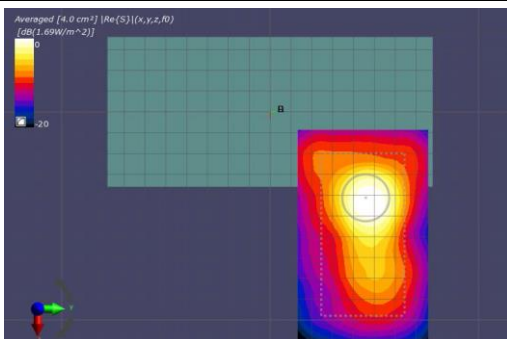 Averaged [4.0 cm²] |Re{S}|(x,y,z,f0)
[dB(1.69W/m^2)]
0
-20
B
Y